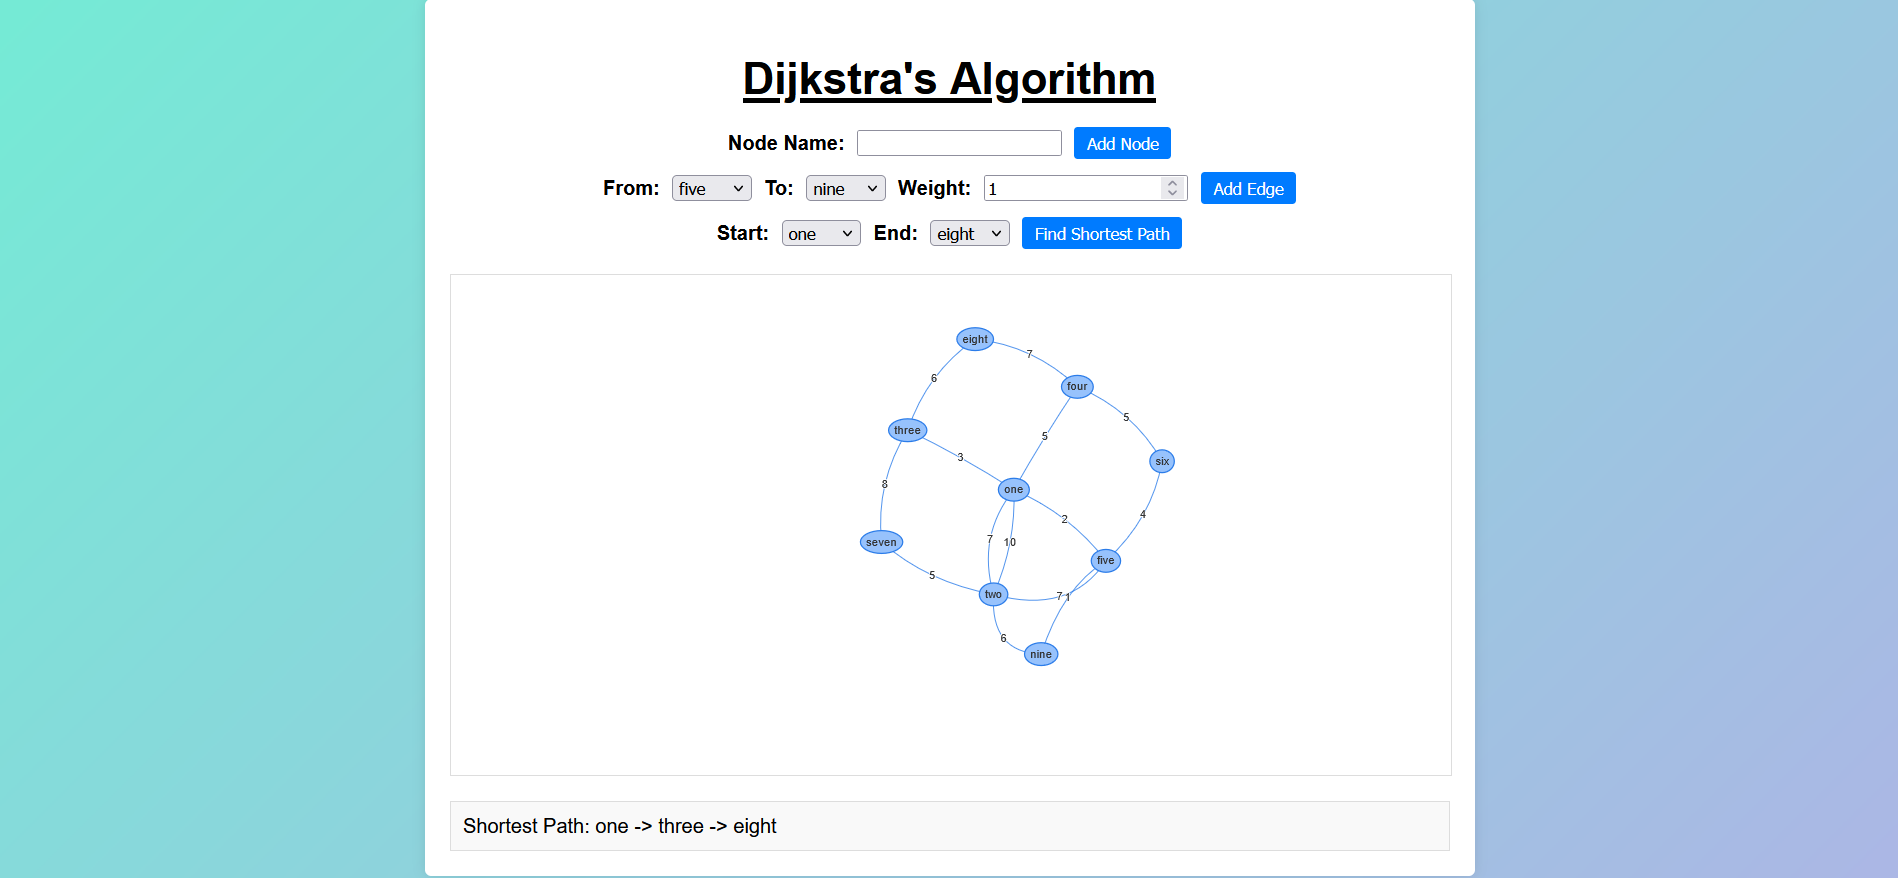 Dijkstra's Algorithm
Node Name: Add Node
From: five To: nine Weight: 1 Add Edge
Start: one End: eight Find Shortest Path
eight
7
6
four
5
three
5
3
six
8
one
2
4
7
10
seven
five
5
two
7
1
6
nine
Shortest Path: one -> three -> eight